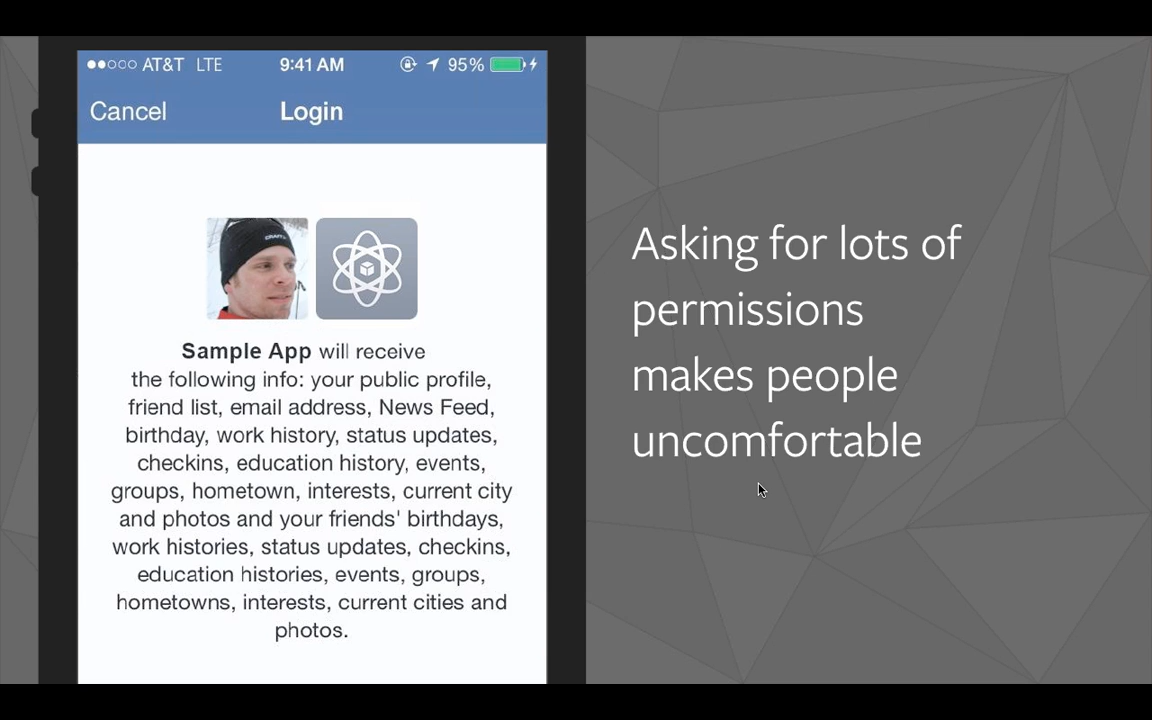 AT&T LTE 9:41 AM 95%
Cancel Login
CRAFT
Sample App will receive
the following info: your public profile,
friend list, email address, News Feed,
birthday, work history, status updates,
checkins, education history, events,
groups, hometown, interests, current city
and photos and your friends' birthdays,
work histories, status updates, checkins,
education histories, events, groups,
hometowns, interests, current cities and
photos.
Asking for lots of
permissions
makes people
uncomfortable